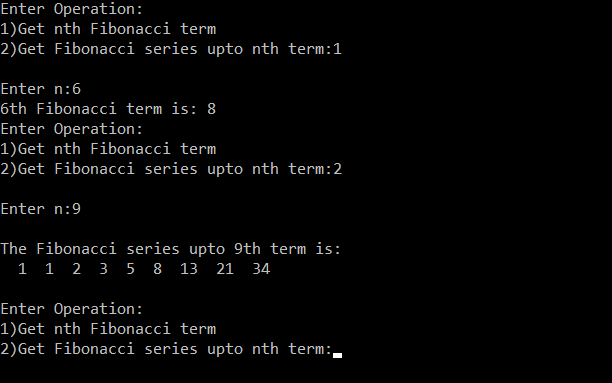 Enter Operation:
1)Get nth Fibonacci term
2)Get Fibonacci series upto nth term:1
Enter n:6
6th Fibonacci term is: 8
Enter Operation:
1)Get nth Fibonacci term
2)Get Fibonacci series upto nth term:2
Enter n:9
The Fibonacci series upto 9th term is:
1 1 2 3 5 8 13 21 34
Enter Operation:
1)Get nth Fibonacci term
2)Get Fibonacci series upto nth term: